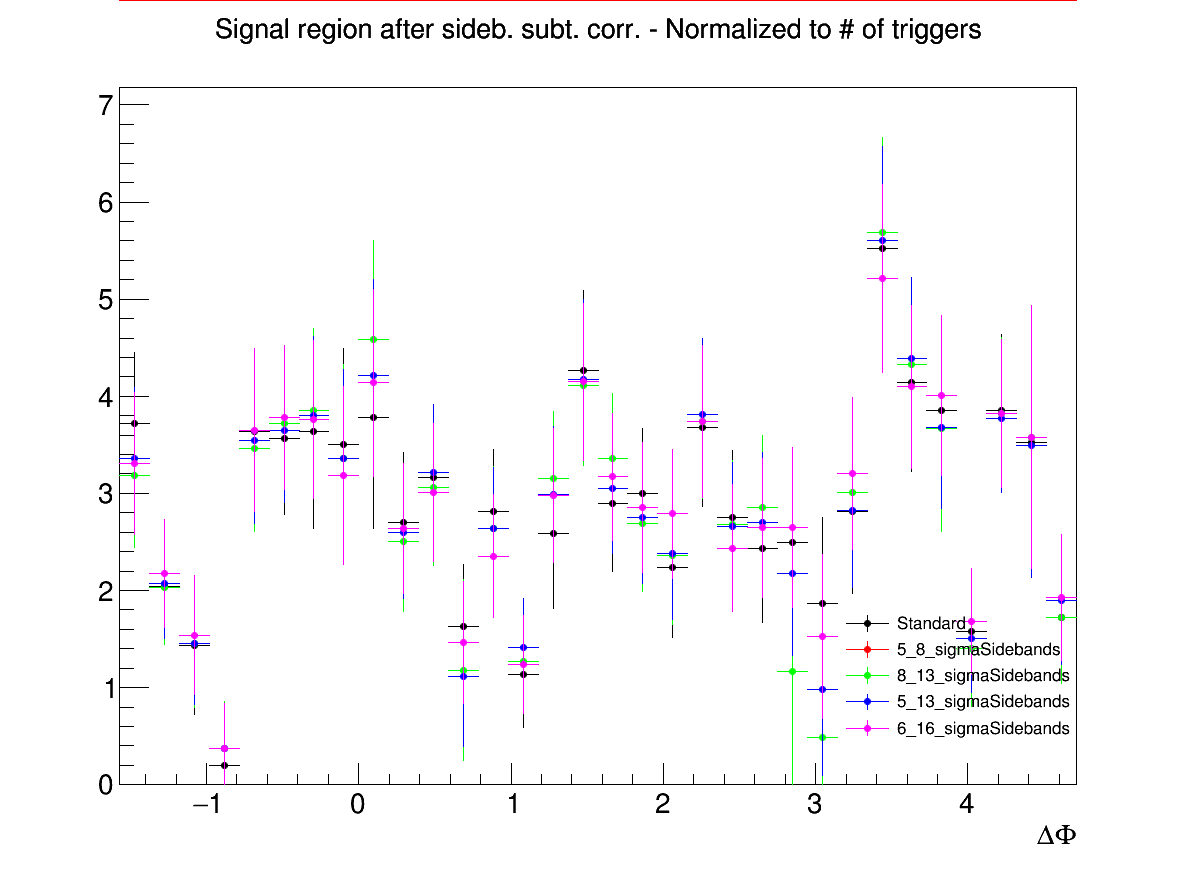 Signal region after sideb. subt. corr. - Normalized to # of triggers
7
6
5
4
3
2
1
0
−1 0 1 2 3 4
ΔΦ
Standard
5_8_sigmaSidebands
8_13_sigmaSidebands
5_13_sigmaSidebands
6_16_sigmaSidebands